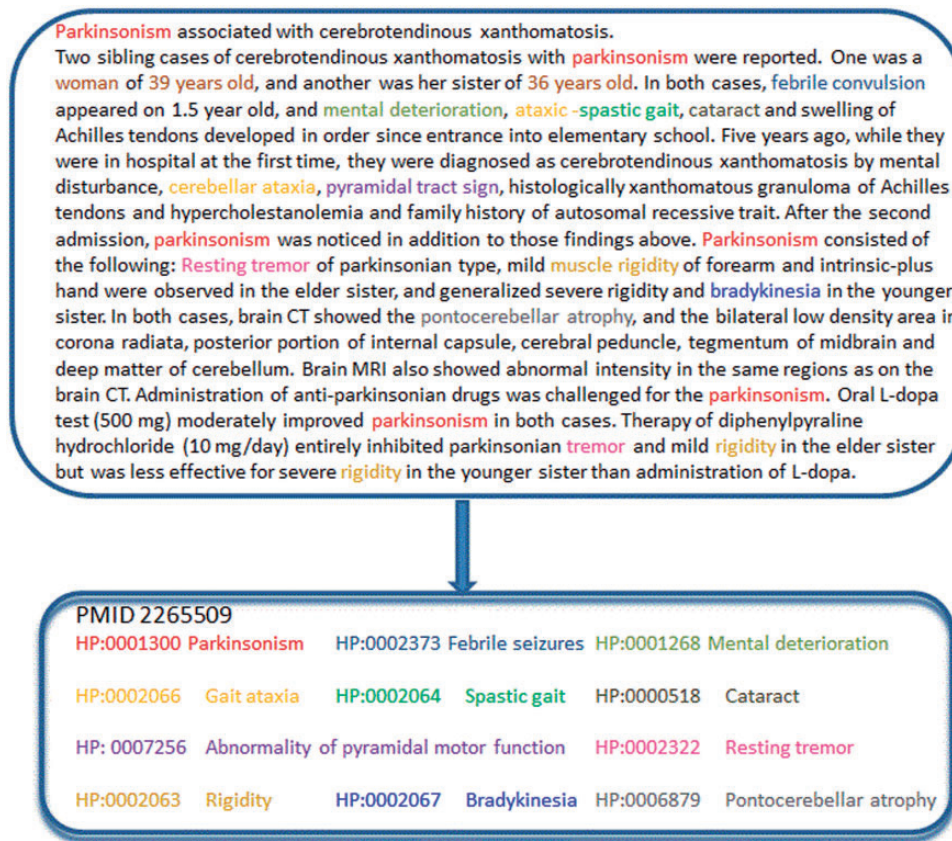 Parkinsonism associated with cerebrotendinous xanthomatosis.
Two sibling cases of cerebrotendinous xanthomatosis with parkinsonism were reported. One was a
woman of 39 years old, and another was her sister of 36 years old. In both cases, febrile convulsion
appeared on 1.5 year old, and mental deterioration, ataxic -spastic gait, cataract and swelling of
Achilles tendons developed in order since entrance into elementary school. Five years ago, while they
were in hospital at the first time, they were diagnosed as cerebrotendinous xanthomatosis by mental
disturbance, cerebellar ataxia, pyramidal tract sign, histologically xanthomatous granuloma of Achilles
tendons and hypercholestanolemia and family history of autosomal recessive trait. After the second
admission, parkinsonism was noticed in addition to those findings above. Parkinsonism consisted of
the following: Resting tremor of parkinsonian type, mild muscle rigidity of forearm and intrinsic-plus
hand were observed in the elder sister, and generalized severe rigidity and bradykinesia in the younger
sister. In both cases, brain CT showed the pontocerebellar atrophy, and the bilateral low density area in
corona radiata, posterior portion of internal capsule, cerebral peduncle, tegmentum of midbrain and
deep matter of cerebellum. Brain MRI also showed abnormal intensity in the same regions as on the
brain CT. Administration of anti-parkinsonian drugs was challenged for the parkinsonism. Oral L-dopa
test (500 mg) moderately improved parkinsonism in both cases. Therapy of diphenylpyraline
hydrochloride (10 mg/day) entirely inhibited parkinsonian tremor and mild rigidity in the elder sister
but was less effective for severe rigidity in the younger sister than administration of L-dopa.
PMID 2265509
HP:0001300 Parkinsonism HP:0002373 Febrile seizures HP:0001268 Mental deterioration
HP:0002066 Gait ataxia HP:0002064 Spastic gait HP:0000518 Cataract
HP: 0007256 Abnormality of pyramidal motor function HP:0002322 Resting tremor
HP:0002063 Rigidity HP:0002067 Bradykinesia HP:0006879 Pontocerebellar atrophy